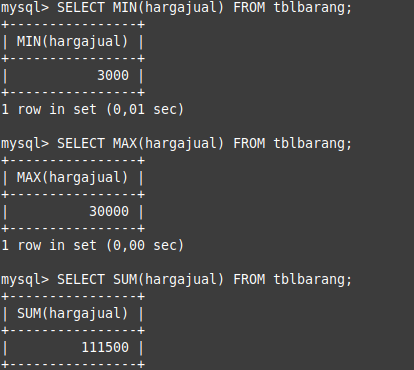 mysql> SELECT MIN(hargajual) FROM tblbarang;
+----------------+
| MIN(hargajual) |
+----------------+
|           3000 |
+----------------+
1 row in set (0,01 sec)

mysql> SELECT MAX(hargajual) FROM tblbarang;
+----------------+
| MAX(hargajual) |
+----------------+
|          30000 |
+----------------+
1 row in set (0,00 sec)

mysql> SELECT SUM(hargajual) FROM tblbarang;
+----------------+
| SUM(hargajual) |
+----------------+
|         111500 |
+----------------+